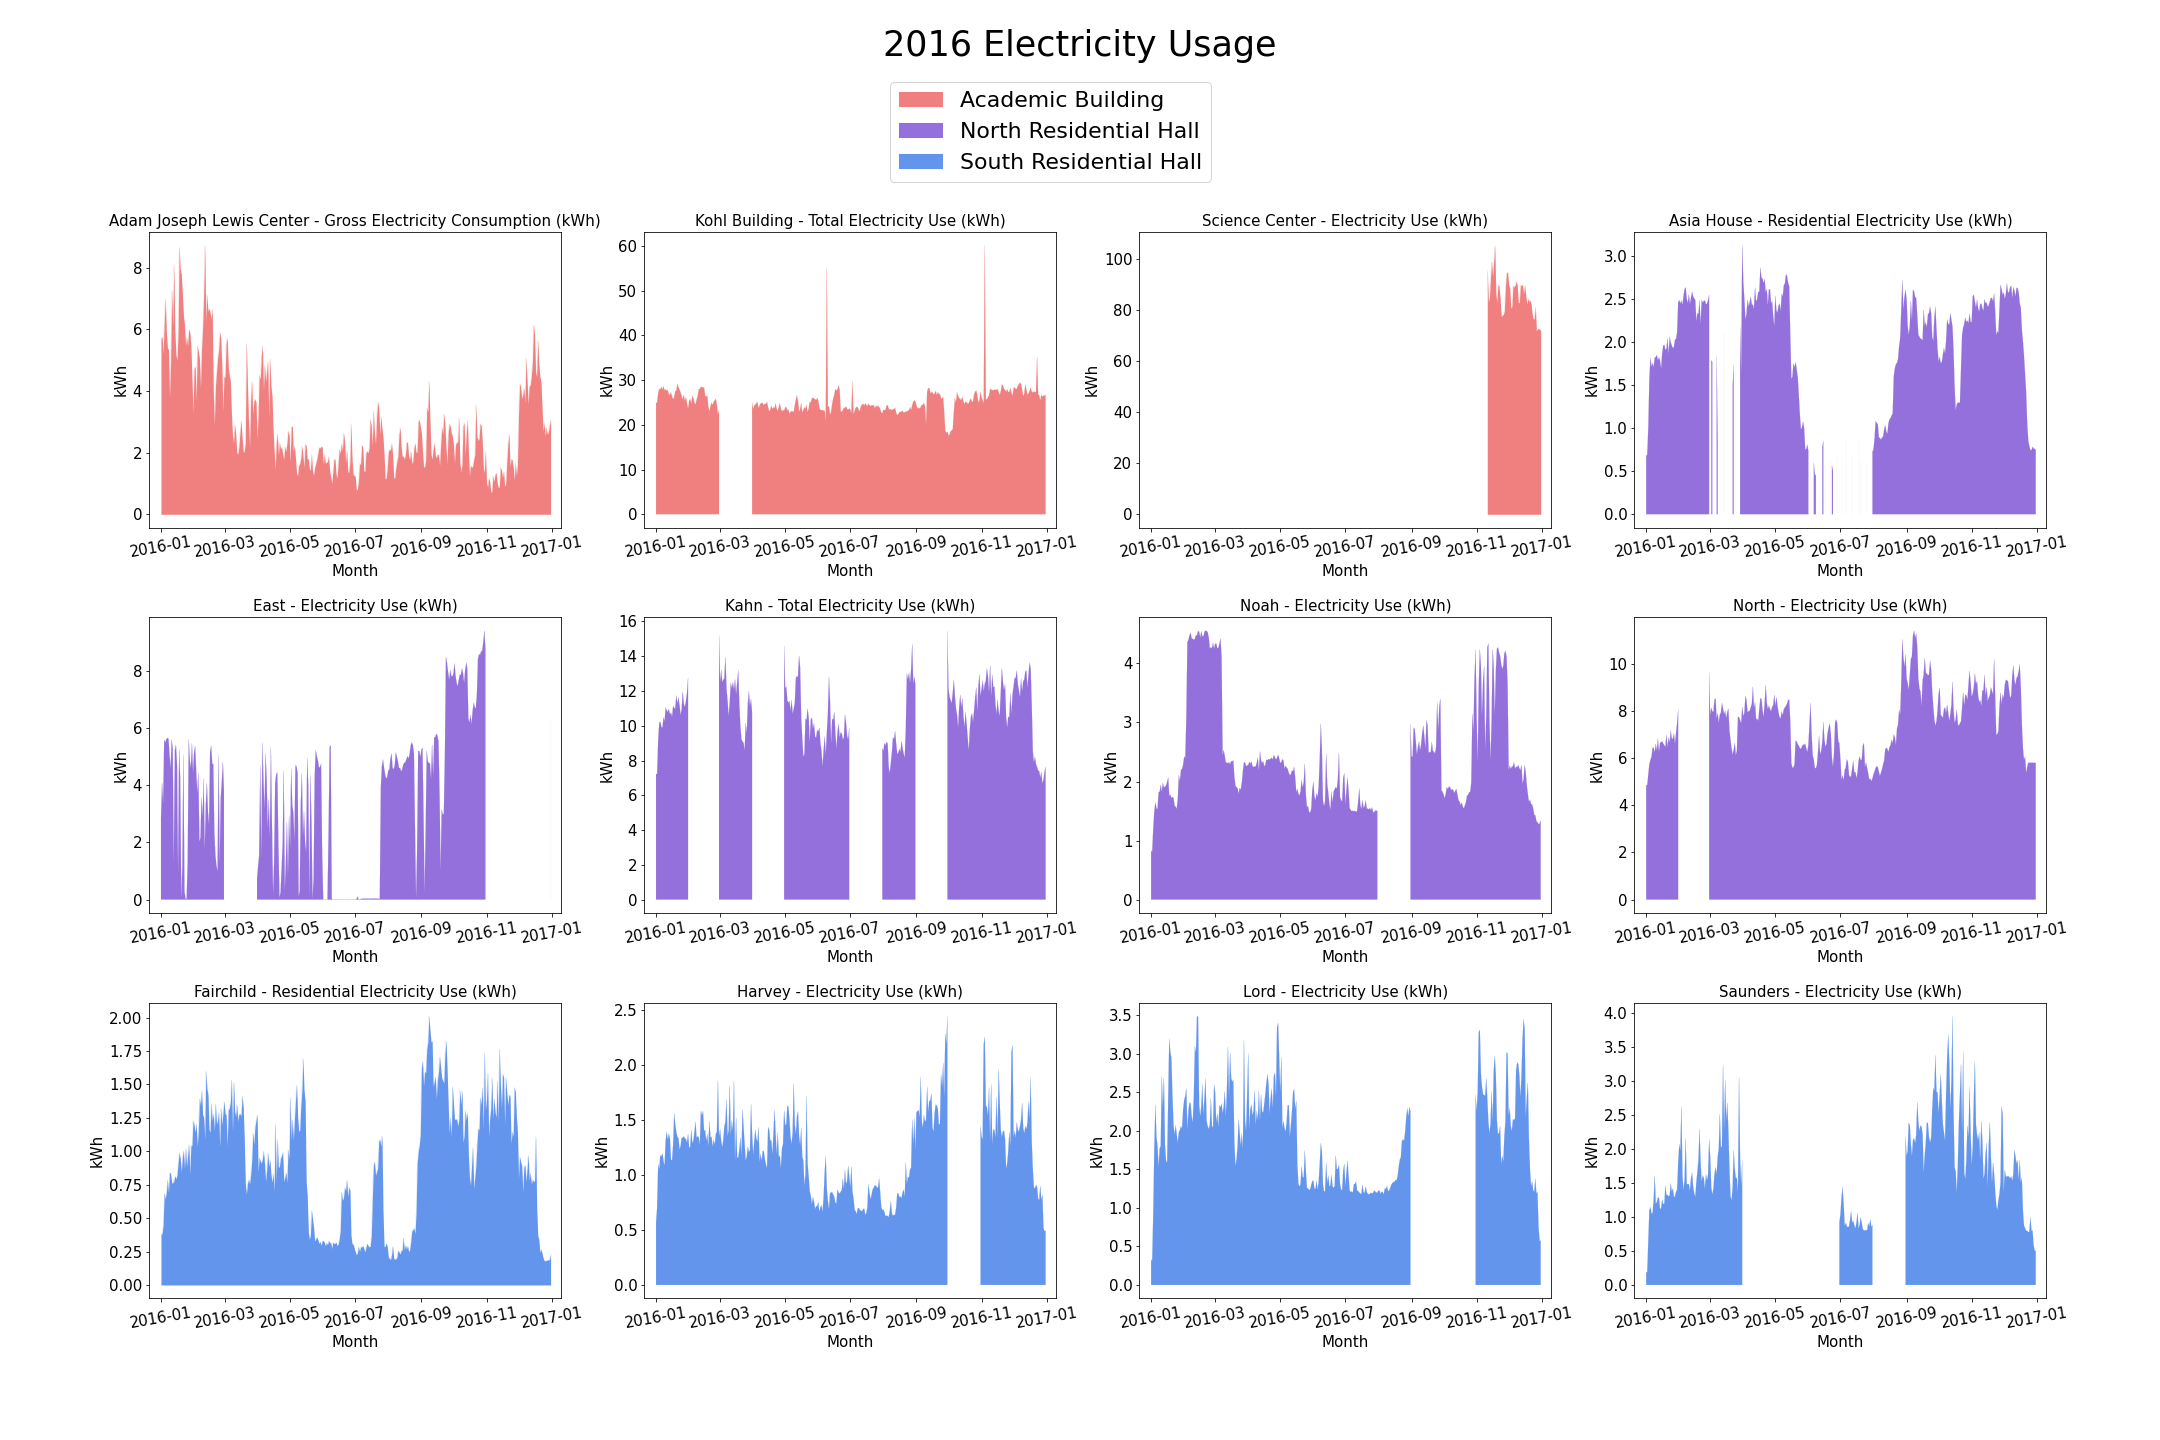 2016 Electricity Usage
Academic Building
North Residential Hall
South Residential Hall
Adam Joseph Lewis Center - Gross Electricity Consumption (kWh)
kWh
8
6
4
2
0
2016-01 2016-03 2016-05 2016-07 2016-09 2016-11 2017-01
Month
Kohl Building - Total Electricity Use (kWh)
kWh
60
50
40
30
20
10
0
2016-01 2016-03 2016-05 2016-07 2016-09 2016-11 2017-01
Month
Science Center - Electricity Use (kWh)
kWh
100
80
60
40
20
0
2016-01 2016-03 2016-05 2016-07 2016-09 2016-11 2017-01
Month
Asia House - Residential Electricity Use (kWh)
kWh
3.0
2.5
2.0
1.5
1.0
0.5
0.0
2016-01 2016-03 2016-05 2016-07 2016-09 2016-11 2017-01
Month
East - Electricity Use (kWh)
kWh
8
6
4
2
0
2016-01 2016-03 2016-05 2016-07 2016-09 2016-11 2017-01
Month
Kahn - Total Electricity Use (kWh)
kWh
16
14
12
10
8
6
4
2
0
2016-01 2016-03 2016-05 2016-07 2016-09 2016-11 2017-01
Month
Noah - Electricity Use (kWh)
kWh
4
3
2
1
0
2016-01 2016-03 2016-05 2016-07 2016-09 2016-11 2017-01
Month
North - Electricity Use (kWh)
kWh
10
8
6
4
2
0
2016-01 2016-03 2016-05 2016-07 2016-09 2016-11 2017-01
Month
Fairchild - Residential Electricity Use (kWh)
kWh
2.00
1.75
1.50
1.25
1.00
0.75
0.50
0.25
0.00
2016-01 2016-03 2016-05 2016-07 2016-09 2016-11 2017-01
Month
Harvey - Electricity Use (kWh)
kWh
2.5
2.0
1.5
1.0
0.5
0.0
2016-01 2016-03 2016-05 2016-07 2016-09 2016-11 2017-01
Month
Lord - Electricity Use (kWh)
kWh
3.5
3.0
2.5
2.0
1.5
1.0
0.5
0.0
2016-01 2016-03 2016-05 2016-07 2016-09 2016-11 2017-01
Month
Saunders - Electricity Use (kWh)
kWh
4.0
3.5
3.0
2.5
2.0
1.5
1.0
0.5
0.0
2016-01 2016-03 2016-05 2016-07 2016-09 2016-11 2017-01
Month